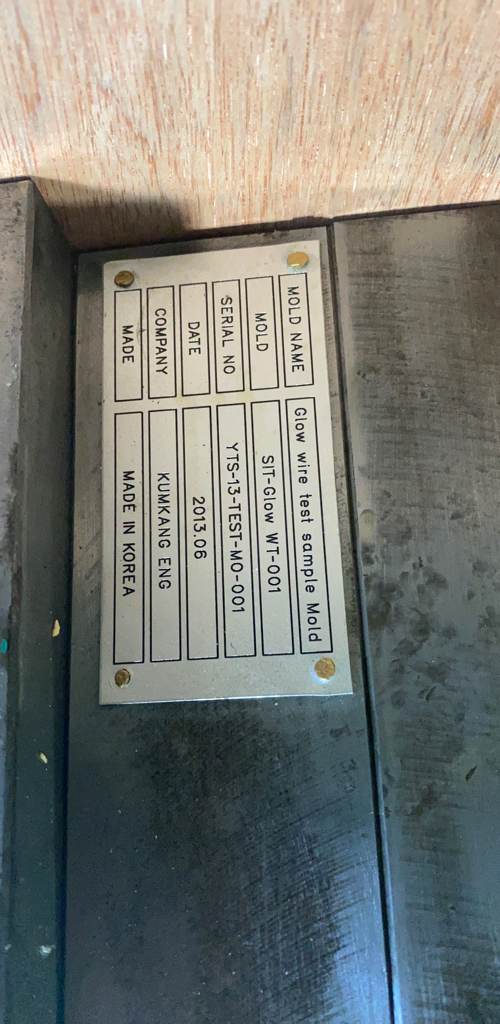 MOLD NAME Glow wire test sample Mold
MOLD SIT-Glow WT-001
SERIAL NO YTS-13-TEST-MO-001
DATE 2013.06
COMPANY KUMKANG ENG
MADE MADE IN KOREA